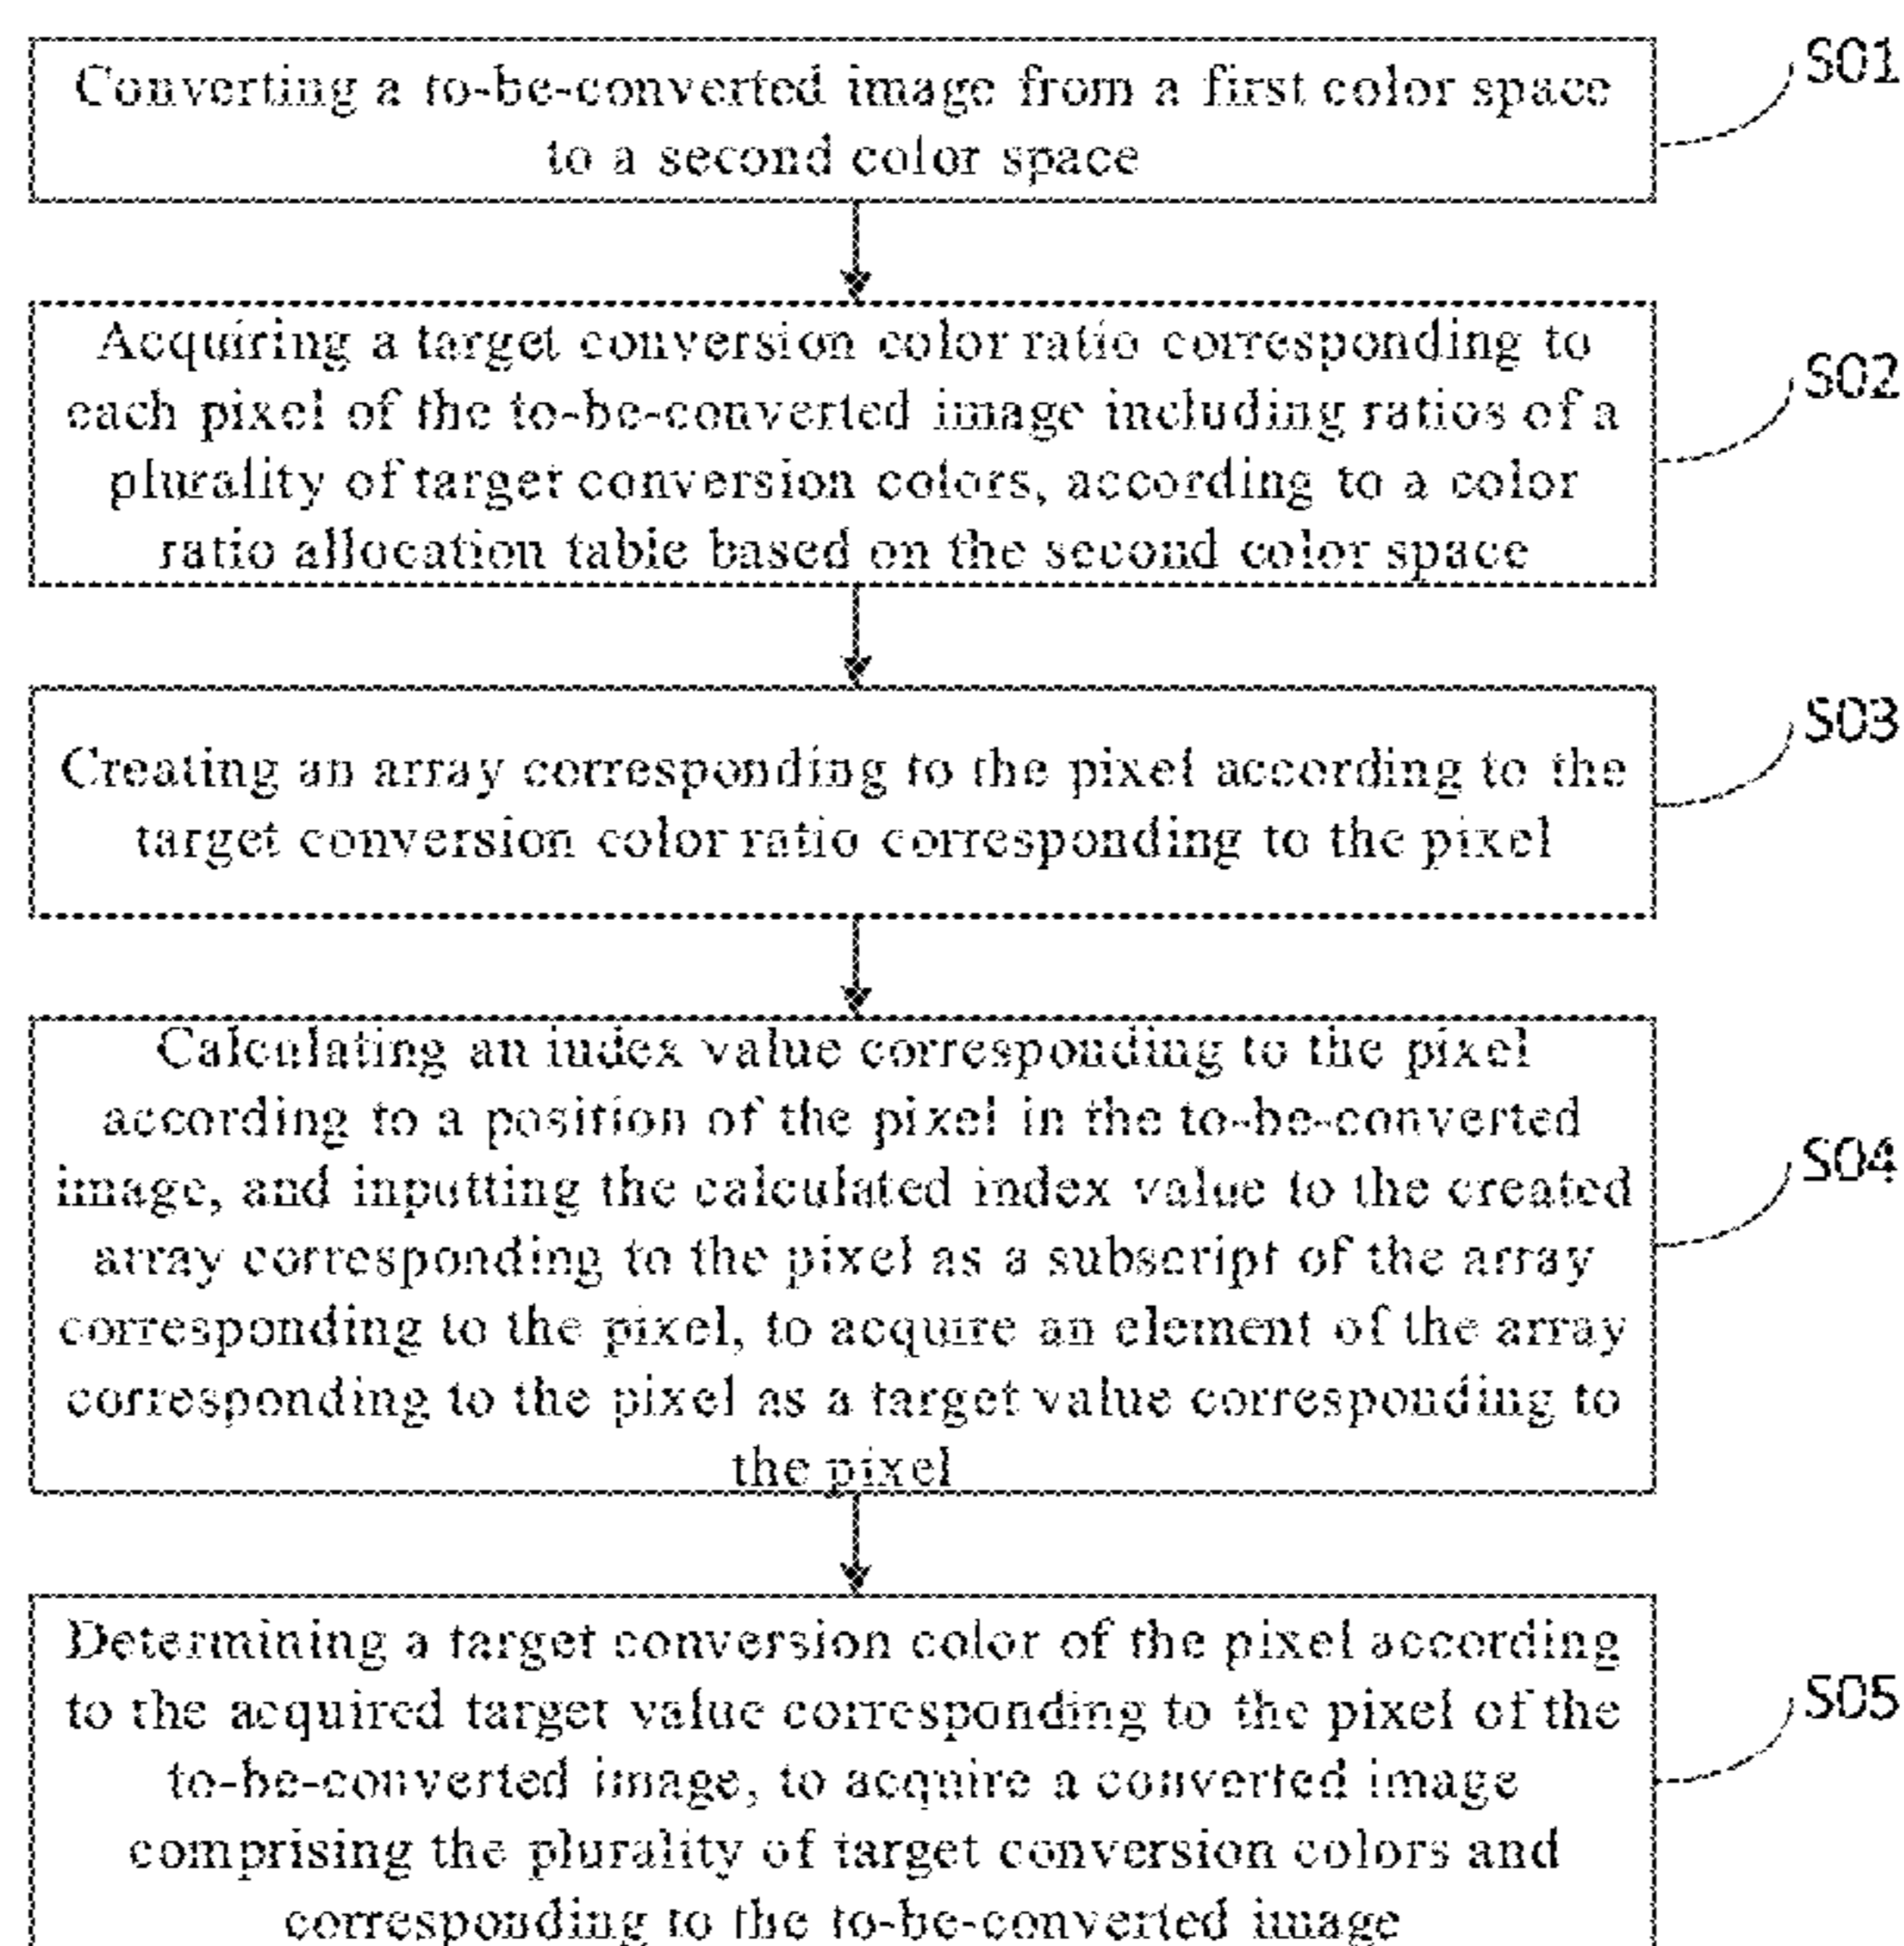 Converting a to-be-converted image from a first color space
to a second color space
S01
Acquiring a target conversion color ratio corresponding to
each pixel of the to-be-converted image including ratios of a
plurality of target conversion colors, according to a color
ratio allocation table based on the second color space
S02
Creating an array corresponding to the pixel according to the
target conversion color ratio corresponding to the pixel
S03
Calculating an index value corresponding to the pixel
according to a position of the pixel in the to-be-converted
image, and inputting the calculated index value to the created
array corresponding to the pixel as a subscript of the array
corresponding to the pixel, to acquire an element of the array
corresponding to the pixel as a target value corresponding to
the pixel
S04
Determining a target conversion color of the pixel according
to the acquired target value corresponding to the pixel of the
to-be-converted image, to acquire a converted image
comprising the plurality of target conversion colors and
corresponding to the to-be-converted image
S05